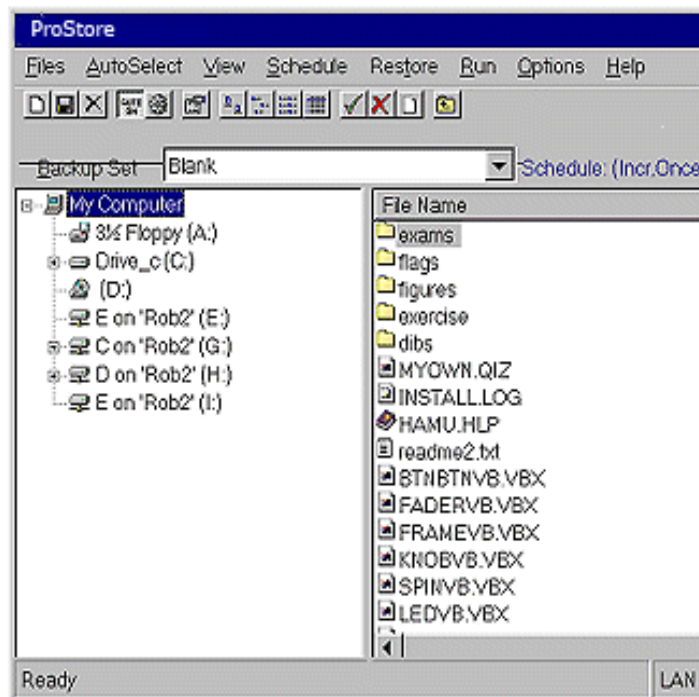 ProStore
Files AutoSelect View Schedule Restore Run Options Help
Backup Set Blank Schedule: (Incr.Once
My Computer
3½ Floppy (A:)
Drive_c (C:)
(D:)
E on 'Rob2' (E:)
C on 'Rob2' (G:)
D on 'Rob2' (H:)
E on 'Rob2' (I:)
File Name
exams
flags
figures
exercise
dibs
MYOWN.QIZ
INSTALL.LOG
HAMU.HLP
readme2.txt
BTNBTNVB.VBX
FADERVB.VBX
FRAMEVB.VBX
KNOBVB.VBX
SPINVB.VBX
LEDVB.VBX
Ready LAN